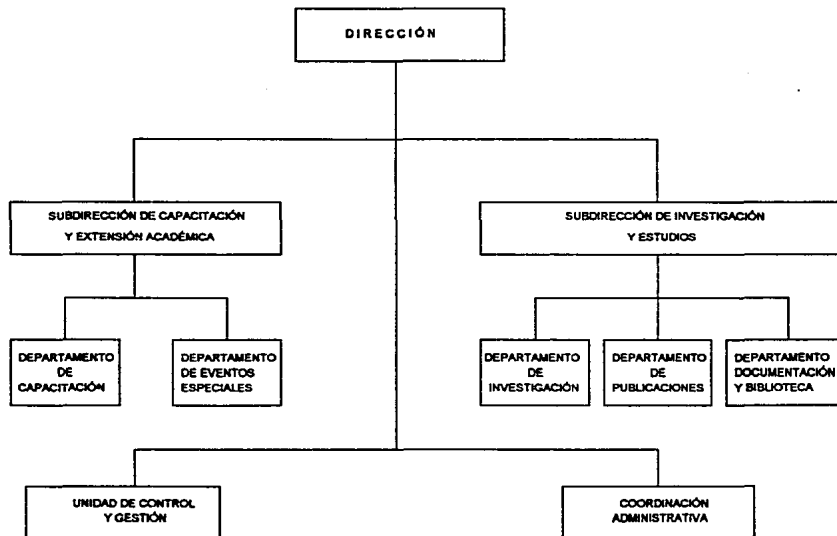 DIRECCIÓN
SUBDIRECCIÓN DE CAPACITACIÓN
Y EXTENSIÓN ACADÉMICA
SUBDIRECCIÓN DE INVESTIGACIÓN
Y ESTUDIOS
DEPARTAMENTO
DE
CAPACITACIÓN
DEPARTAMENTO
DE EVENTOS
ESPECIALES
DEPARTAMENTO
DE
INVESTIGACIÓN
DEPARTAMENTO
DE
PUBLICACIONES
DEPARTAMENTO
DOCUMENTACIÓN
Y BIBLIOTECA
UNIDAD DE CONTROL
Y GESTIÓN
COORDINACIÓN
ADMINISTRATIVA